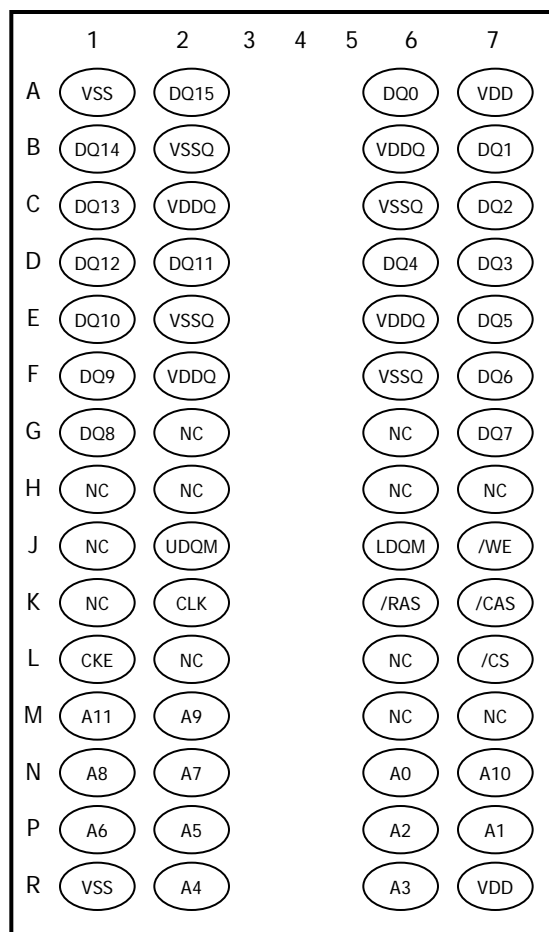 1 2 3 4 5 6 7
A VSS DQ15 DQ0 VDD
B DQ14 VSSQ VDDQ DQ1
C DQ13 VDDQ VSSQ DQ2
D DQ12 DQ11 DQ4 DQ3
E DQ10 VSSQ VDDQ DQ5
F DQ9 VDDQ VSSQ DQ6
G DQ8 NC NC DQ7
H NC NC NC NC
J NC UDQM LDQM /WE
K NC CLK /RAS /CAS
L CKE NC NC /CS
M A11 A9 NC NC
N A8 A7 A0 A10
P A6 A5 A2 A1
R VSS A4 A3 VDD